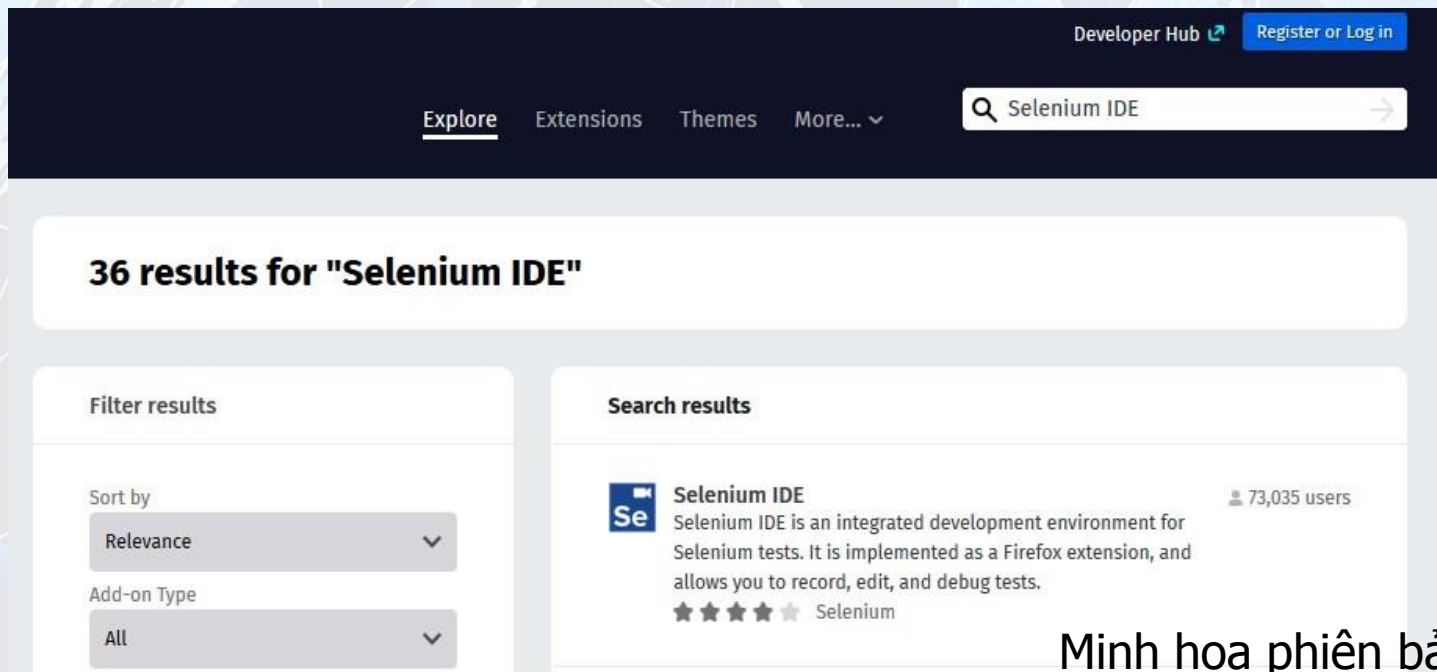 Developer Hub Register or Log in
Explore Extensions Themes More... Selenium IDE
36 results for "Selenium IDE"
Filter results
Search results
Sort by
Relevance
Add-on Type
All
Se
Selenium IDE
73,035 users
Selenium IDE is an integrated development environment for
Selenium tests. It is implemented as a Firefox extension, and
allows you to record, edit, and debug tests.
Selenium
Minh họa phiên